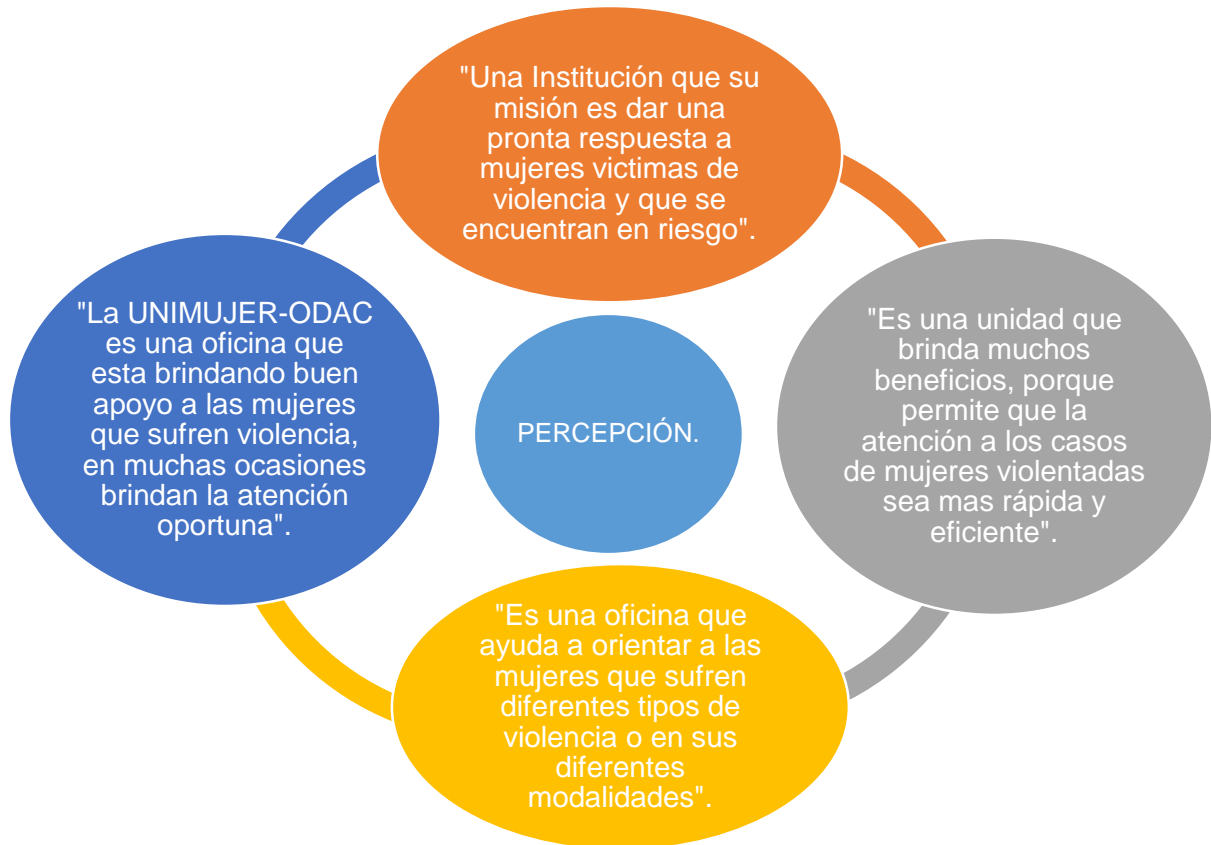 "Una Institución que su
misión es dar una
pronta respuesta a
mujeres victimas de
violencia y que se
encuentran en riesgo".
"La UNIMUJER-ODAC
es una oficina que
esta brindando buen
apoyo a las mujeres
que sufren violencia,
en muchas ocasiones
brindan la atención
oportuna".
PERCEPCIÓN.
"Es una unidad que
brinda muchos
beneficios, porque
permite que la
atención a los casos
de mujeres violentadas
sea mas rápida y
eficiente".
"Es una oficina que
ayuda a orientar a las
mujeres que sufren
diferentes tipos de
violencia o en sus
diferentes
modalidades".